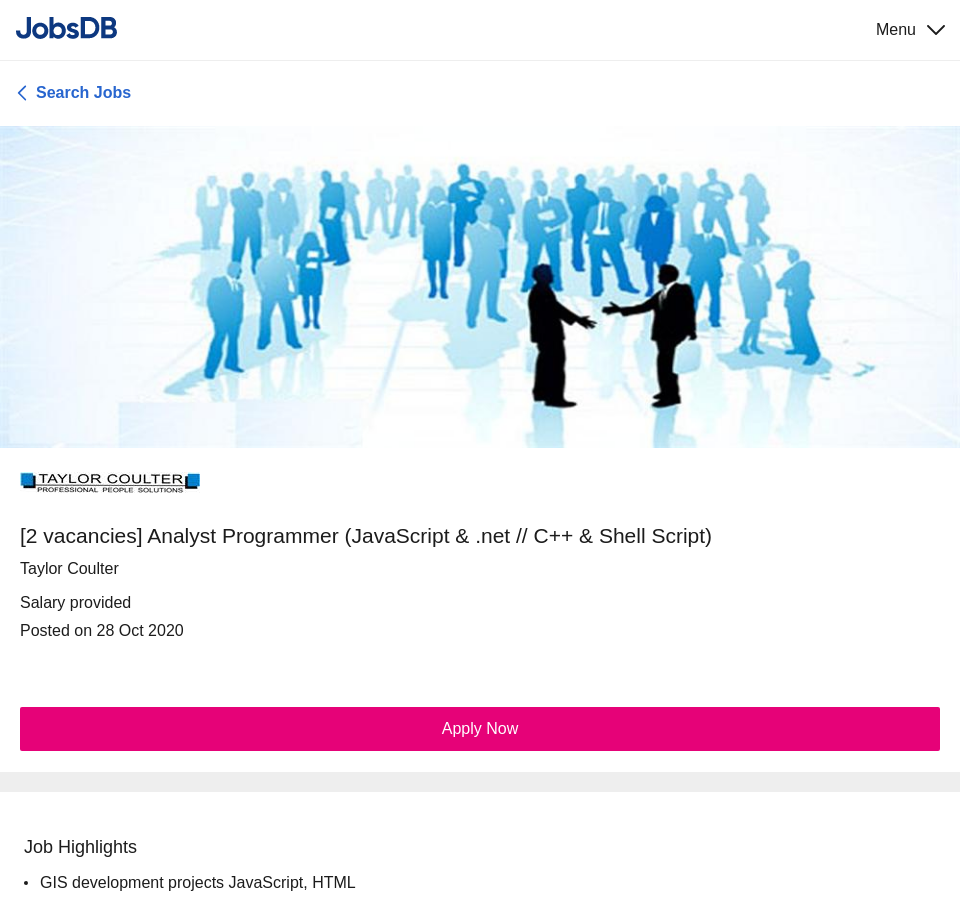 JobsDB
Menu
Search Jobs
TAYLOR COULTER
PROFESSIONAL PEOPLE SOLUTIONS
[2 vacancies] Analyst Programmer (JavaScript & .net // C++ & Shell Script)
Taylor Coulter
Salary provided
Posted on 28 Oct 2020
Apply Now
Job Highlights
• GIS development projects JavaScript, HTML